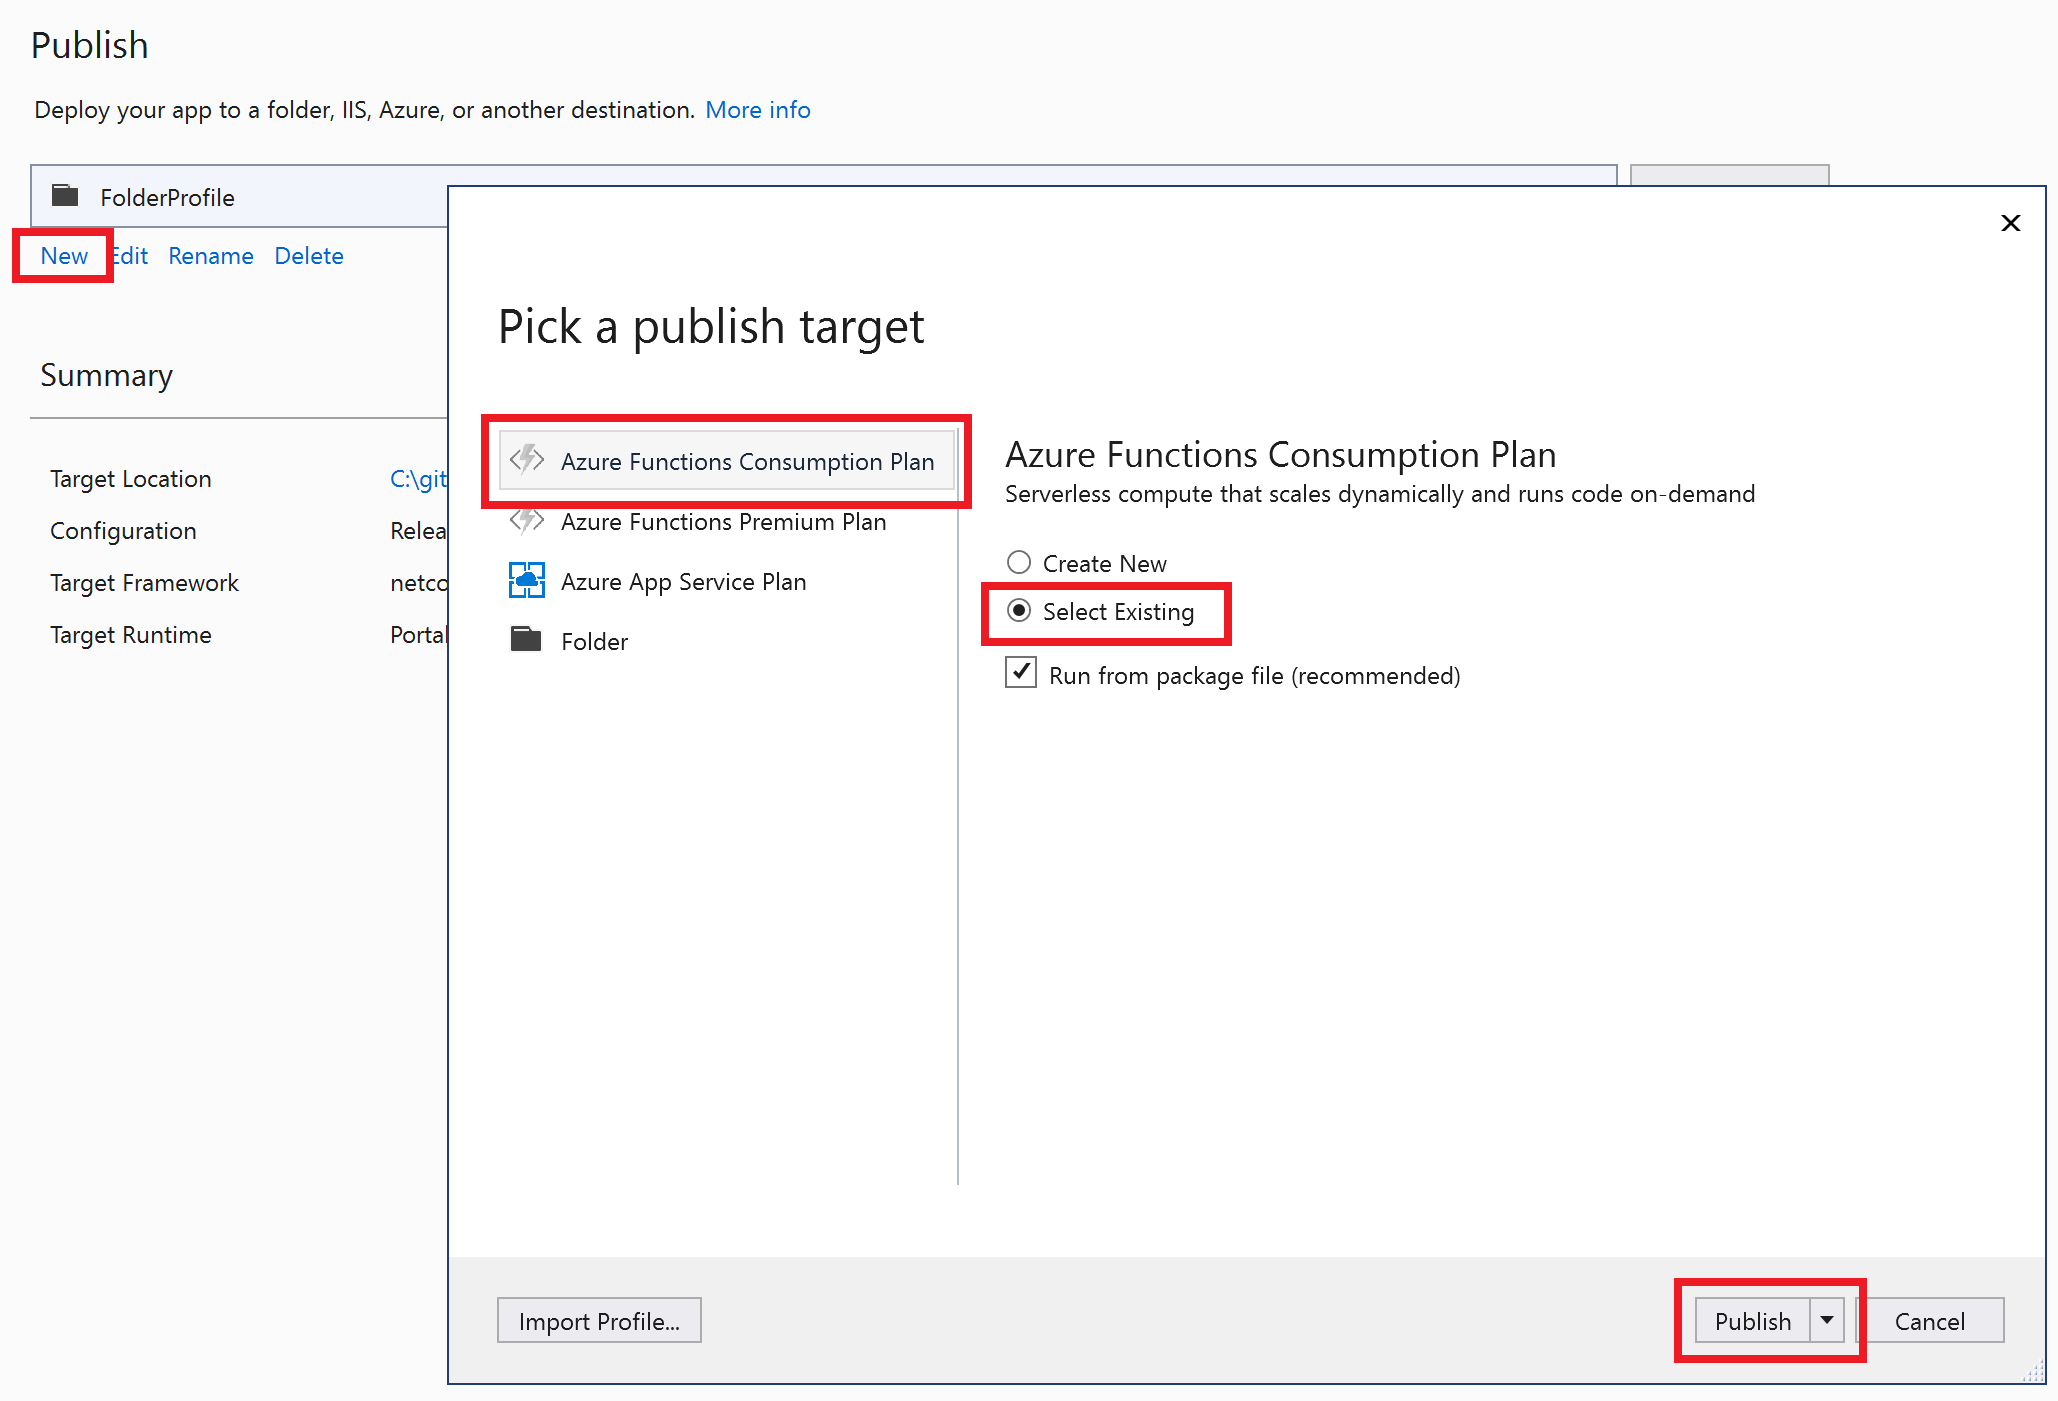 Publish
Deploy your app to a folder, IIS, Azure, or another destination. More info
FolderProfile
New Edit Rename Delete
Summary
Target Location C:\git
Configuration Relea
Target Framework netco
Target Runtime Portal
Pick a publish target
Azure Functions Consumption Plan
Azure Functions Premium Plan
Azure App Service Plan
Folder
Azure Functions Consumption Plan
Serverless compute that scales dynamically and runs code on-demand
Create New
Select Existing
Run from package file (recommended)
Import Profile...
Publish
Cancel